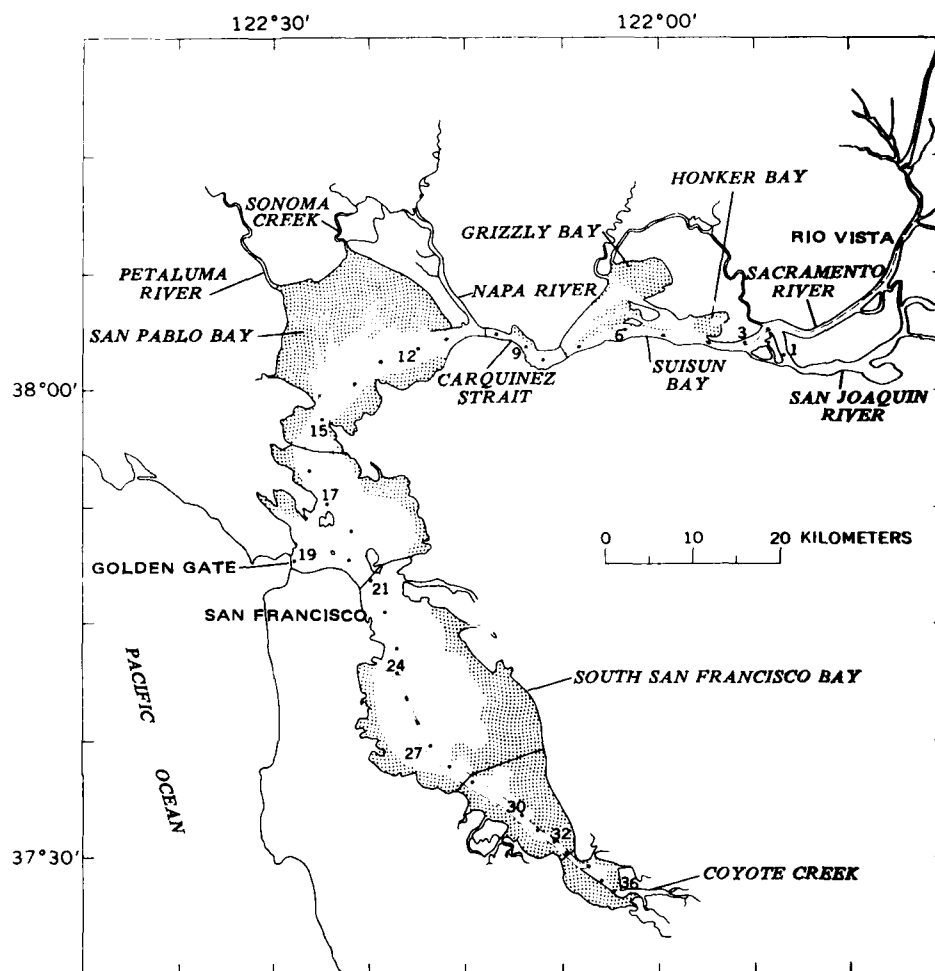 122°30′ 122°00′
HONKER BAY
SONOMA
CREEK
GRIZZLY BAY
RIO VISTA
PETALUMA
RIVER
SACRAMENTO
RIVER
NAPA RIVER
SAN PABLO BAY
12
9
6
3
1
CARQUINEZ
STRAIT
SUISUN
BAY
38°00′
SAN JOAQUIN
RIVER
15
17
0 10 20 KILOMETERS
19
GOLDEN GATE
21
SAN FRANCISCO
24
SOUTH SAN FRANCISCO BAY
PACIFIC
OCEAN
27
30
32
37°30′
COYOTE CREEK
36